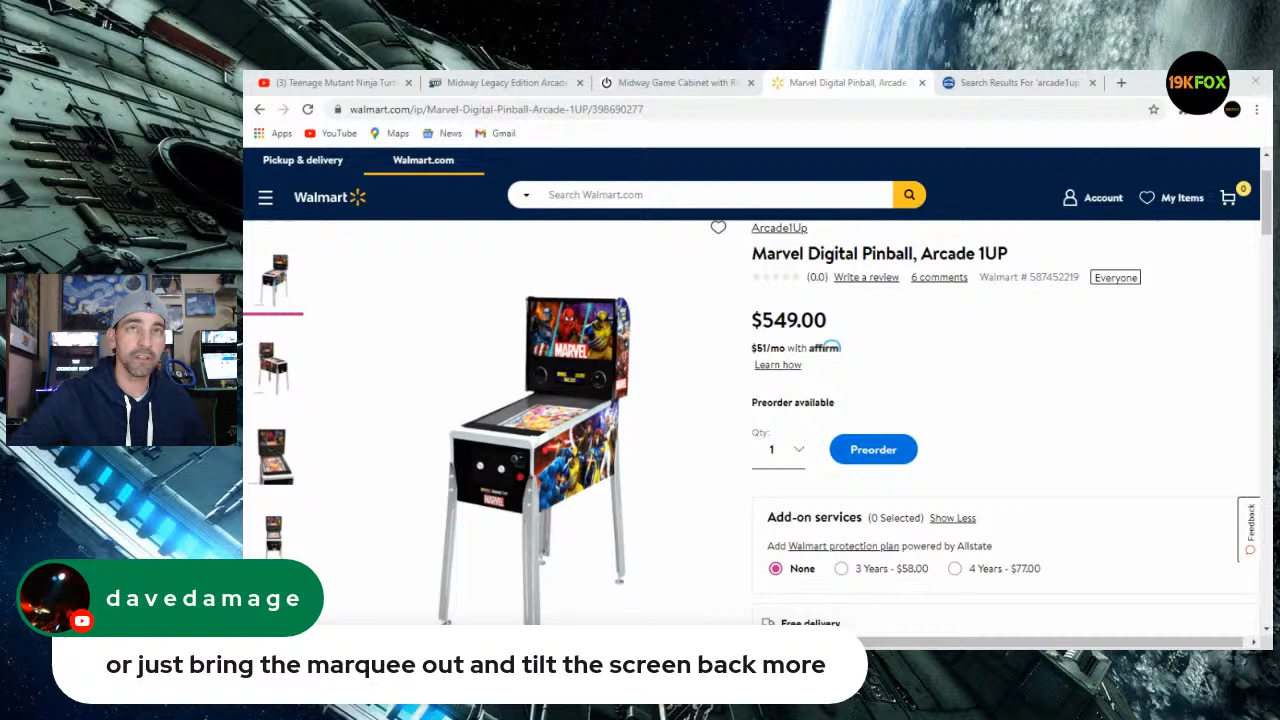 19KFOX
(3) Teenage Mutant Ninja Turt
Midway Legacy Edition Arcade
Midway Game Cabinet with Ri
Marvel Digital Pinball, Arcade
Search Results For 'arcade1up
walmart.com/ip/Marvel-Digital-Pinball-Arcade-1UP/398690277
Apps YouTube Maps News Gmail
Pickup & delivery Walmart.com
Walmart
Search Walmart.com
Account My Items 0
Arcade1Up
Marvel Digital Pinball, Arcade 1UP
(0.0) Write a review 6 comments Walmart # 587452219 Everyone
$549.00
$51/mo with affirm
Learn how
Preorder available
Qty:
1
Preorder
MARVEL
MARVEL
Add-on services (0 Selected) Show Less
Add Walmart protection plan powered by Allstate
None 3 Years - $58.00 4 Years - $77.00
Feedback
Free delivery
davedamage
or just bring the marquee out and tilt the screen back more